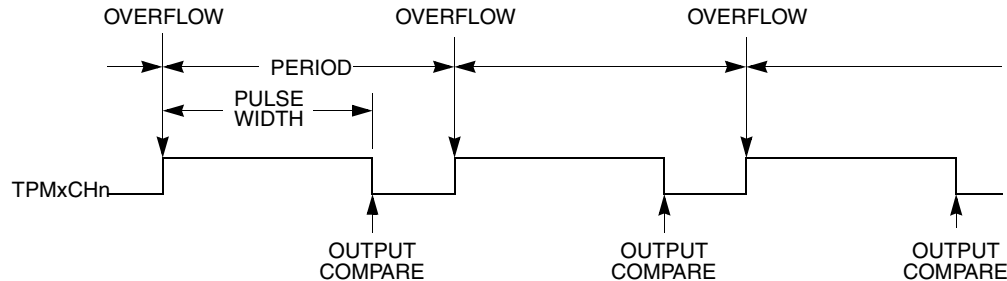 OVERFLOW OVERFLOW OVERFLOW
PERIOD
PULSE
WIDTH
TPMxCHn
OUTPUT OUTPUT OUTPUT
COMPARE COMPARE COMPARE